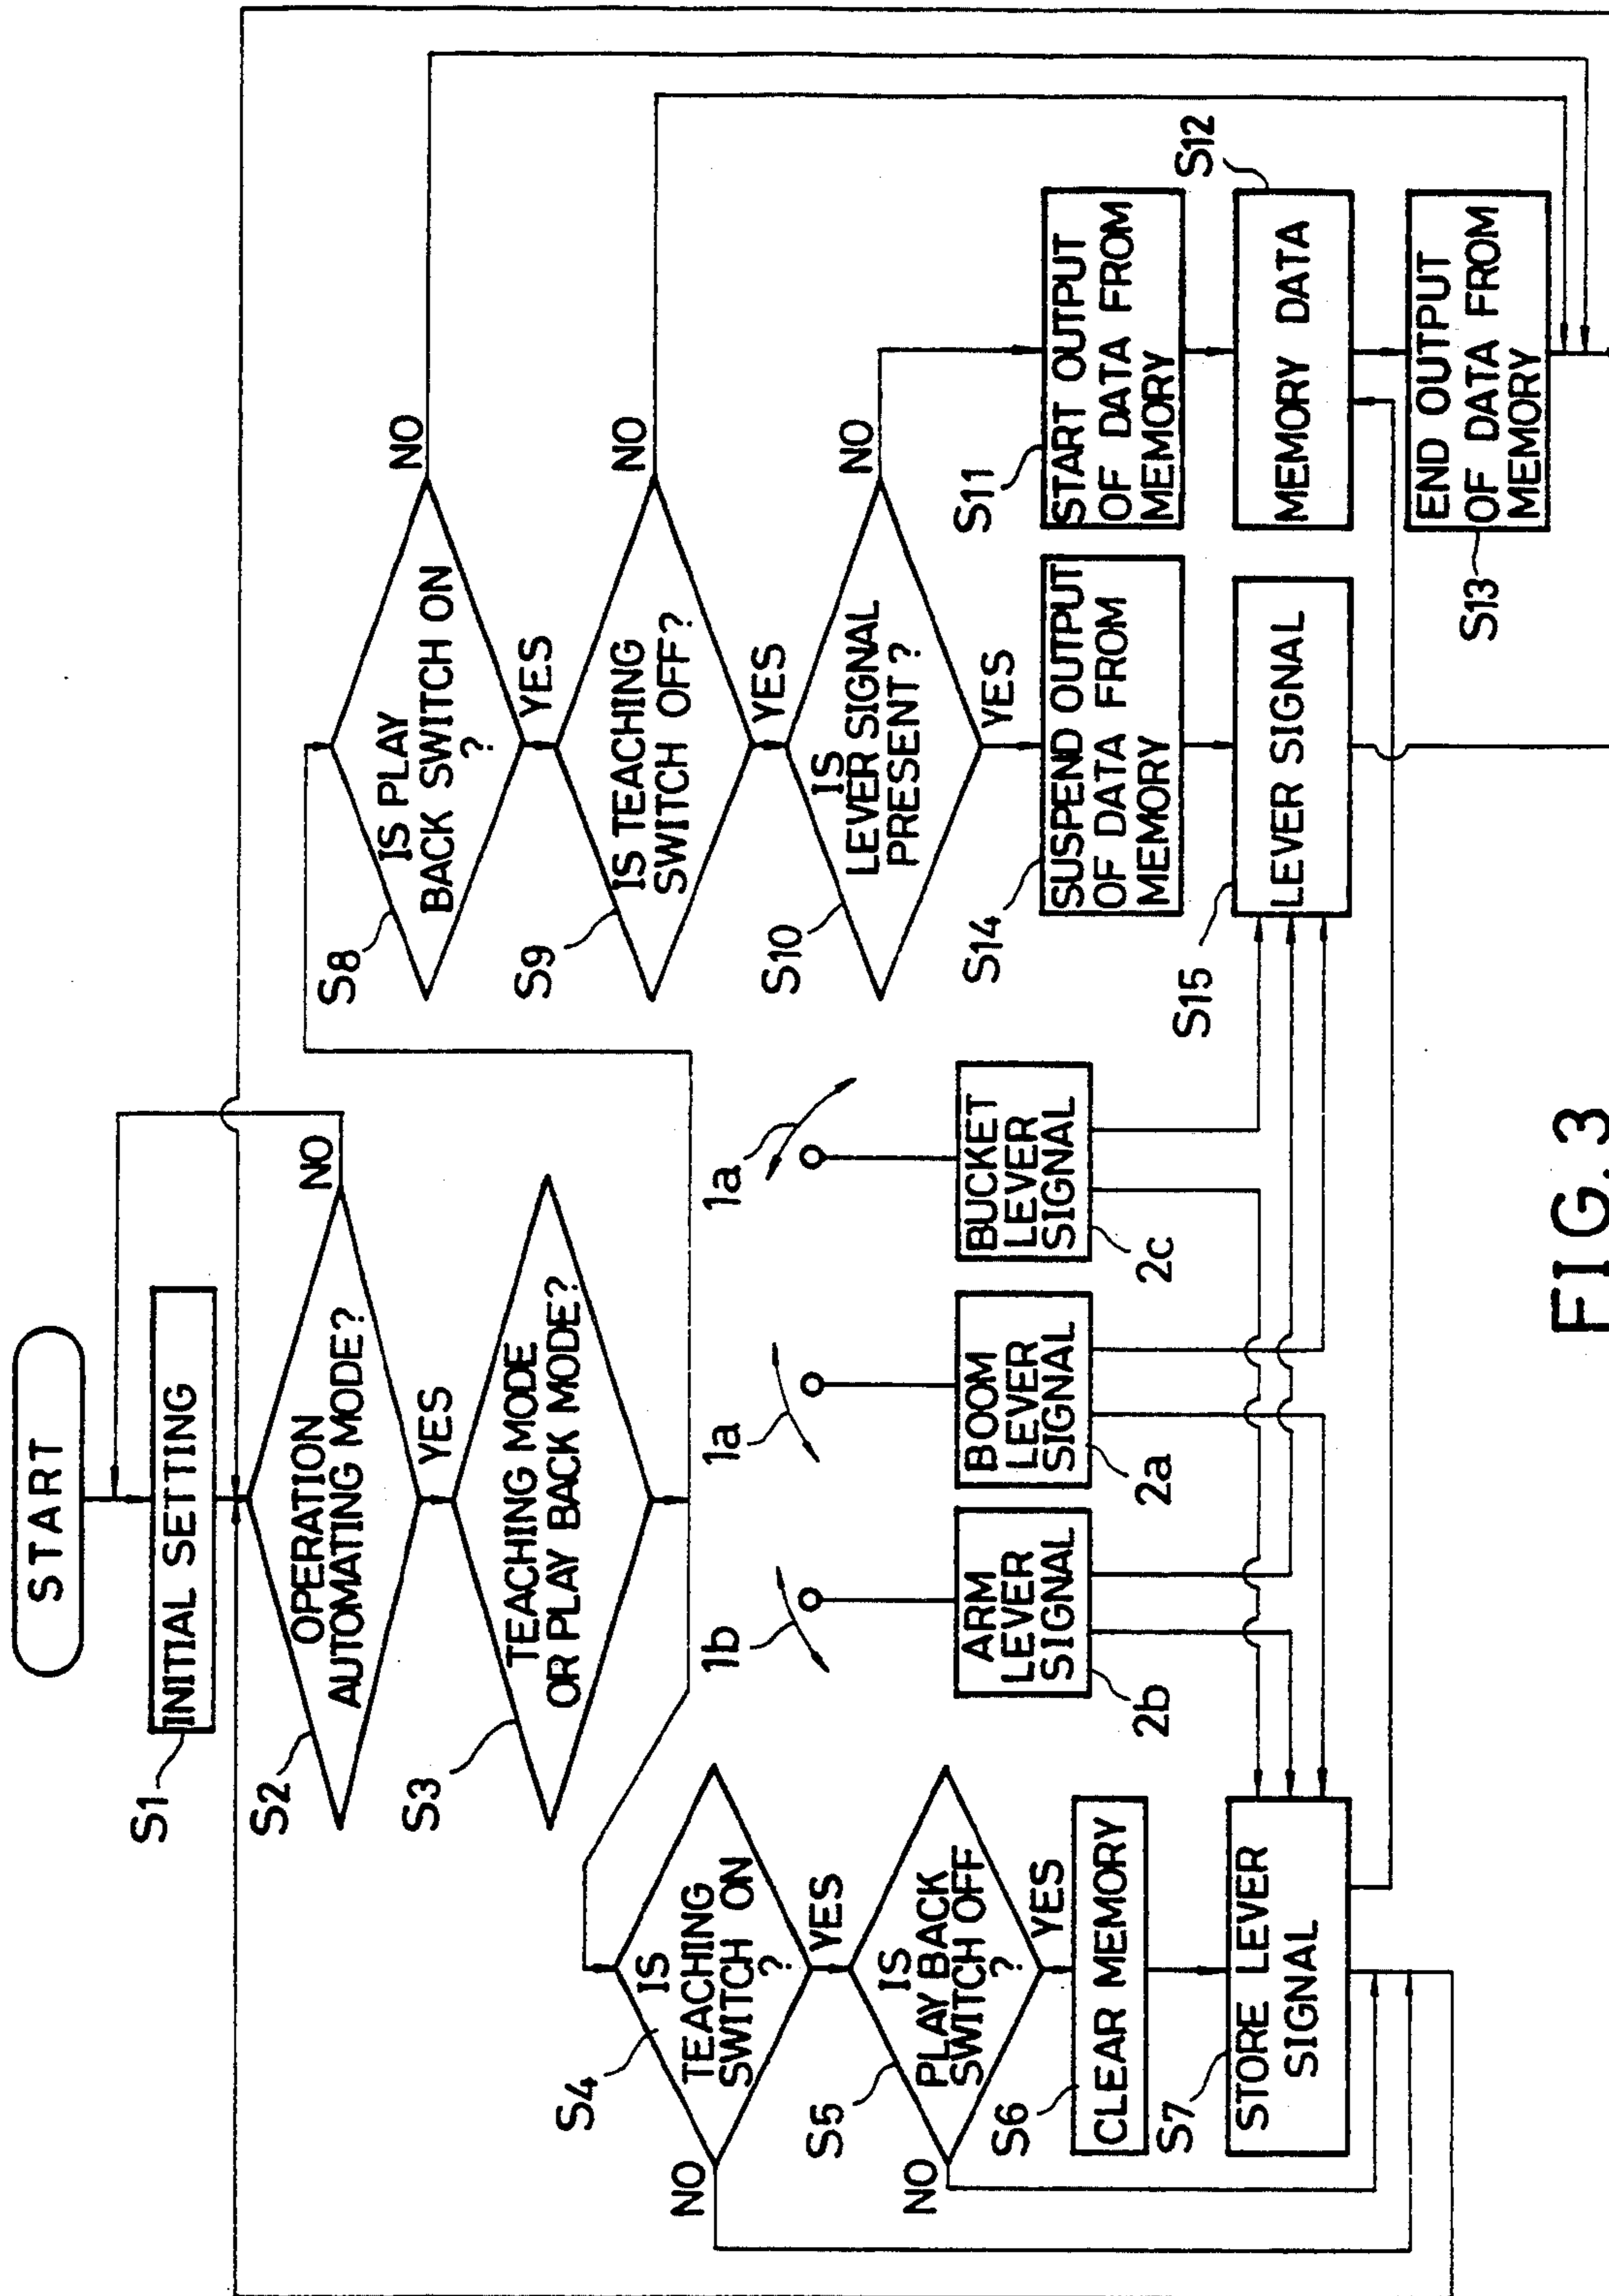 START
S1
INITIAL SETTING
S2
OPERATION
AUTOMATING MODE?
NO
YES
S3
TEACHING MODE
OR PLAY BACK MODE?
S4
IS
TEACHING
SWITCH ON
?
NO
YES
S5
IS
PLAY BACK
SWITCH OFF
?
NO
YES
S6
CLEAR MEMORY
S7
STORE LEVER
SIGNAL
1b
ARM
LEVER
SIGNAL
2b
1a
BOOM
LEVER
SIGNAL
2a
1a
BUCKET
LEVER
SIGNAL
2c
S8
IS PLAY
BACK SWITCH ON
?
NO
YES
S9
IS TEACHING
SWITCH OFF?
NO
YES
S10
IS
LEVER SIGNAL
PRESENT?
NO
YES
S14
SUSPEND OUTPUT
OF DATA FROM
MEMORY
S15
LEVER SIGNAL
S11
START OUTPUT
OF DATA FROM
MEMORY
S12
MEMORY DATA
S13
END OUTPUT
OF DATA FROM
MEMORY
FIG. 3